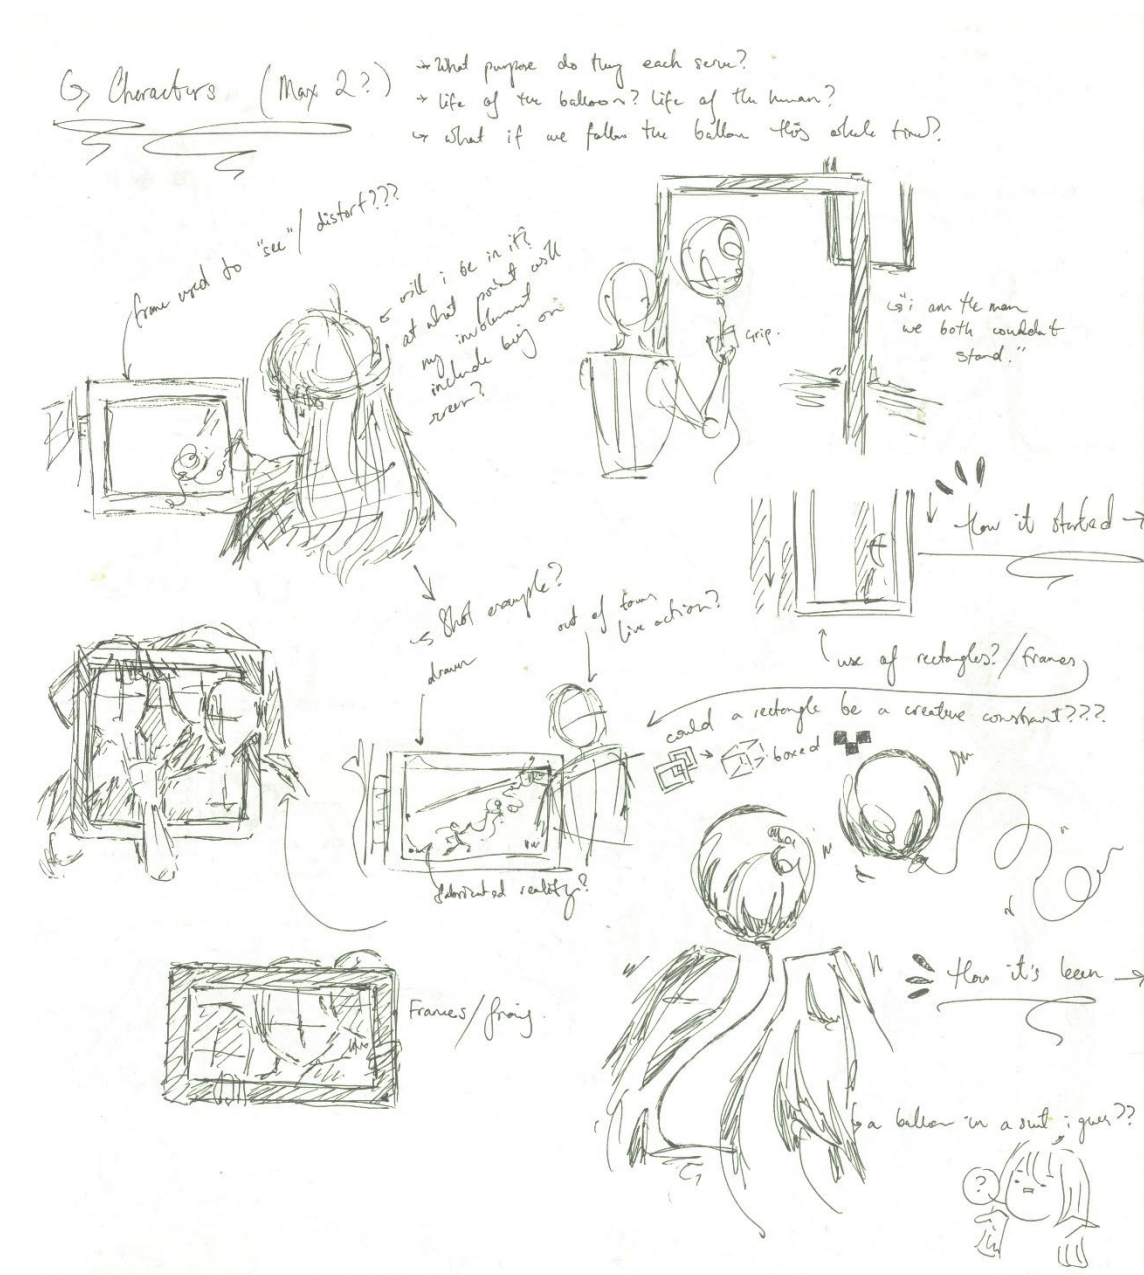 Characters (Max 2?)
→ What purpose do they each serve?
→ life of the balloon? life of the human?
→ what if we follow the balloon this whole time?
frame used to "see"/distort???
will i be in it?
at what point will
my involvement
include being on
screen?
Grip.
"i am the man
we both couldn't
stand."
How it started →
use of rectangles? / frames
Shot example?
drawn
out of focus
live action?
could a rectangle be a creative constraint???
boxed
fabricated reality?
Frames/
How it's been →
a balloon in a suit i guess??
?